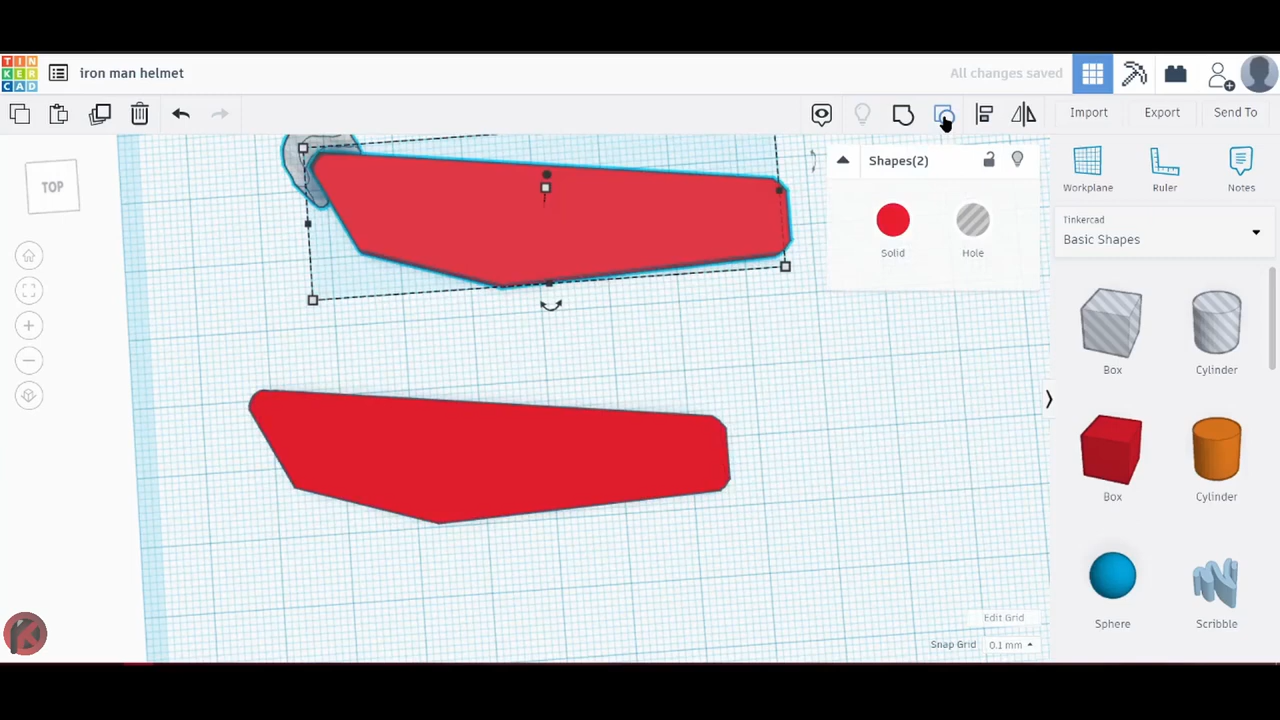 TIN
KER
CAD
iron man helmet
All changes saved
Import
Export
Send To
TOP
Shapes(2)
Solid
Hole
Workplane
Ruler
Notes
Tinkercad
Basic Shapes
Box
Cylinder
Box
Cylinder
Sphere
Scribble
Edit Grid
Snap Grid
0.1 mm